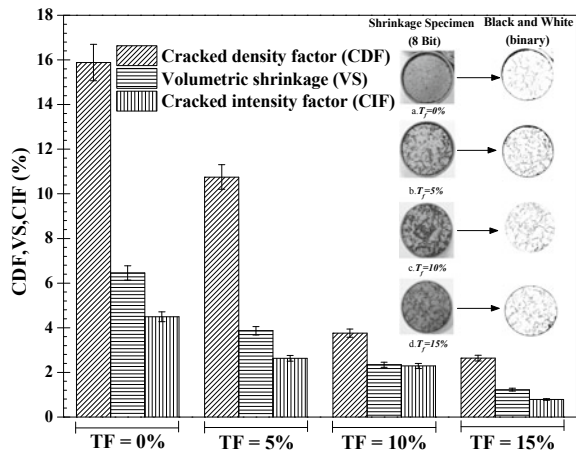 CDF,VS,CIF (%)
18
16
14
12
10
8
6
4
2
0
Cracked density factor (CDF)
Volumetric shrinkage (VS)
Cracked intensity factor (CIF)
Shrinkage Specimen
(8 Bit)
Black and White
(binary)
a.Tf=0%
b.Tf=5%
c.Tf=10%
d.Tf=15%
TF = 0%
TF = 5%
TF = 10%
TF = 15%